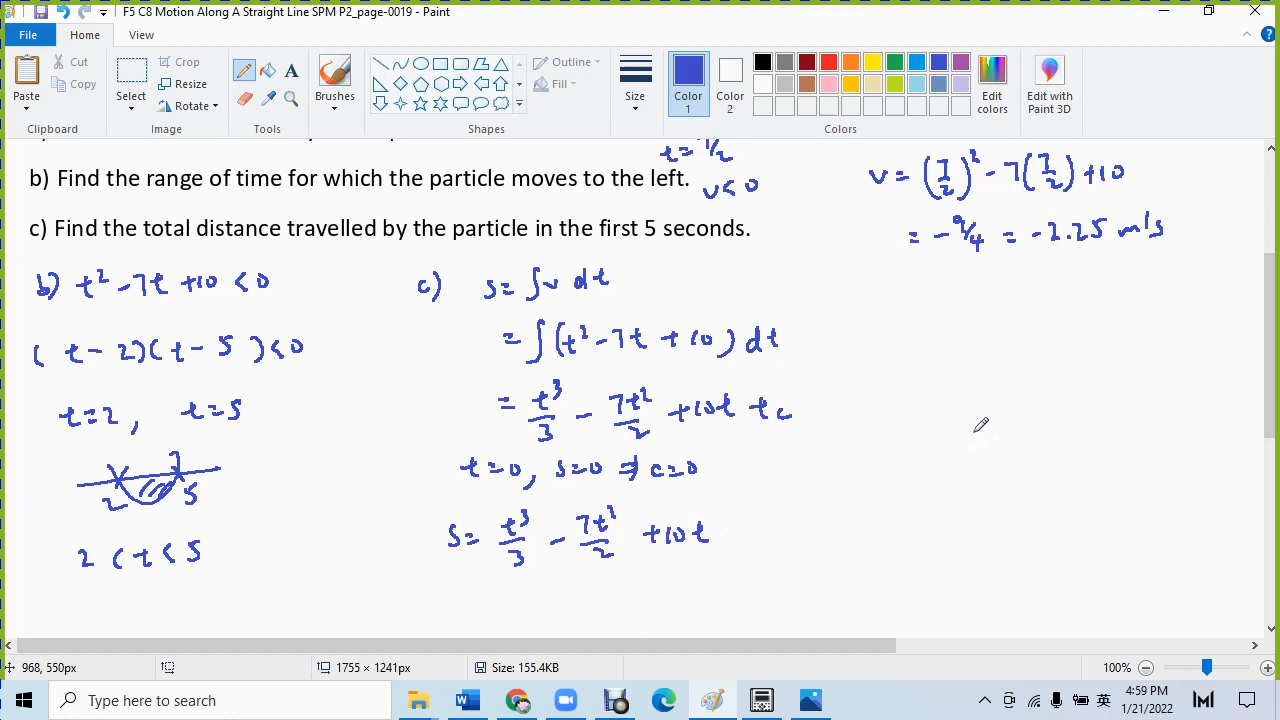 F5 C8 Motion Along A Straight Line SPM P2_page-0019 - Paint
File Home View
Paste Cut Copy Clipboard
Select Crop Resize Rotate Image
Tools
Brushes
Outline Fill Shapes
Size
Color 1 Color 2 Edit colors Colors
Edit with Paint 3D
t = 7/2
b) Find the range of time for which the particle moves to the left.
v < 0
c) Find the total distance travelled by the particle in the first 5 seconds.
v = (7/2)² - 7(7/2) + 10
= -9/4 = -2.25 m/s
b) t² - 7t + 10 < 0
(t - 2)(t - 5) < 0
t = 2, t = 5
2 5
2 < t < 5
c) s = ∫v dt
= ∫(t² - 7t + 10) dt
= t³/3 - 7t²/2 + 10t + c
t = 0, s = 0 ⇒ c = 0
s = t³/3 - 7t²/2 + 10t
968, 550px 1755 × 1241px Size: 155.4KB 100%
Type here to search
英
4:59 PM
1/21/2022